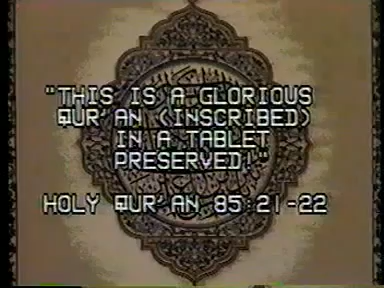 "THIS IS A GLORIOUS
QUR'AN (INSCRIBED)
IN A TABLET
PRESERVED!"
HOLY QUR'AN 85:21-22